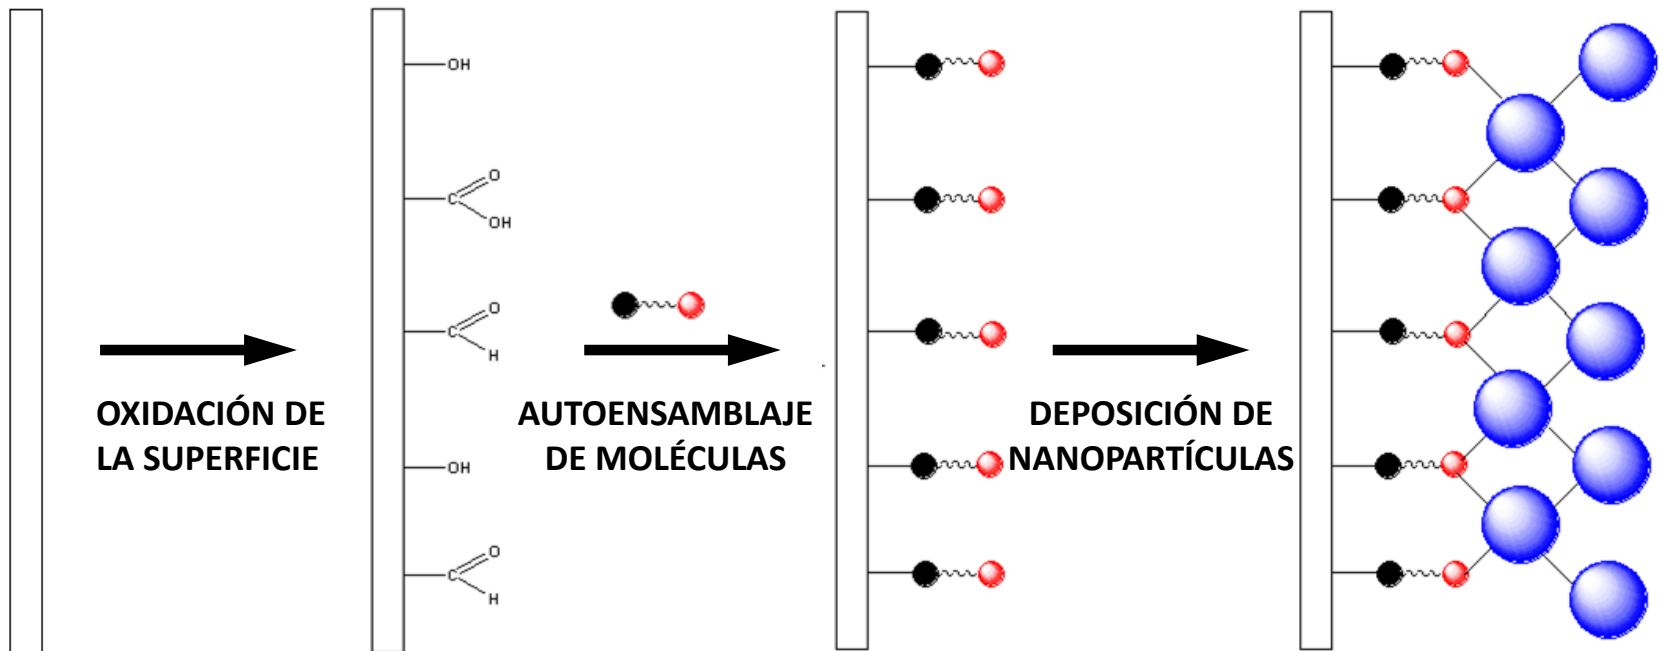 OH
O
C
OH
O
C
H
OH
O
C
H
OXIDACIÓN DE
LA SUPERFICIE
AUTOENSAMBLAJE
DE MOLÉCULAS
DEPOSICIÓN DE
NANOPARTÍCULAS